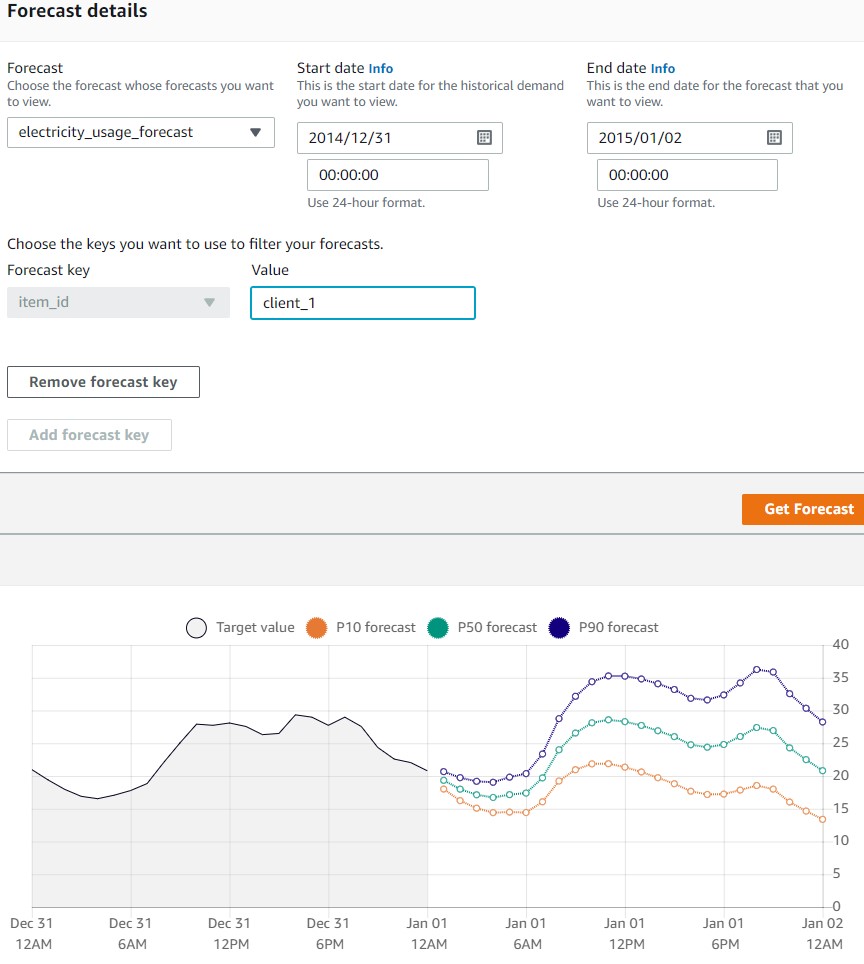 Forecast details
Forecast
Choose the forecast whose forecasts you want
to view.
electricity_usage_forecast
Start date Info
This is the start date for the historical demand
you want to view.
2014/12/31
00:00:00
Use 24-hour format.
End date Info
This is the end date for the forecast that you
want to view.
2015/01/02
00:00:00
Use 24-hour format.
Choose the keys you want to use to filter your forecasts.
Forecast key
item_id
Value
client_1
Remove forecast key
Add forecast key
Get Forecast
Target value P10 forecast P50 forecast P90 forecast
40
35
30
25
20
15
10
5
0
Dec 31 Dec 31 Dec 31 Dec 31 Jan 01 Jan 01 Jan 01 Jan 01 Jan 02
12AM 6AM 12PM 6PM 12AM 6AM 12PM 6PM 12AM